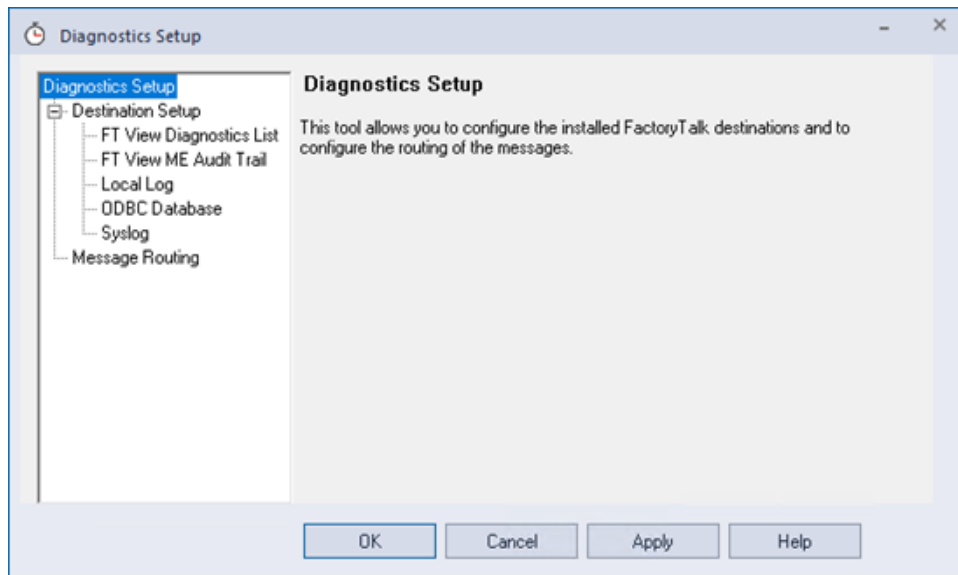 Diagnostics Setup
Diagnostics Setup
Destination Setup
FT View Diagnostics List
FT View ME Audit Trail
Local Log
ODBC Database
Syslog
Message Routing
Diagnostics Setup
This tool allows you to configure the installed FactoryTalk destinations and to
configure the routing of the messages.
OK
Cancel
Apply
Help